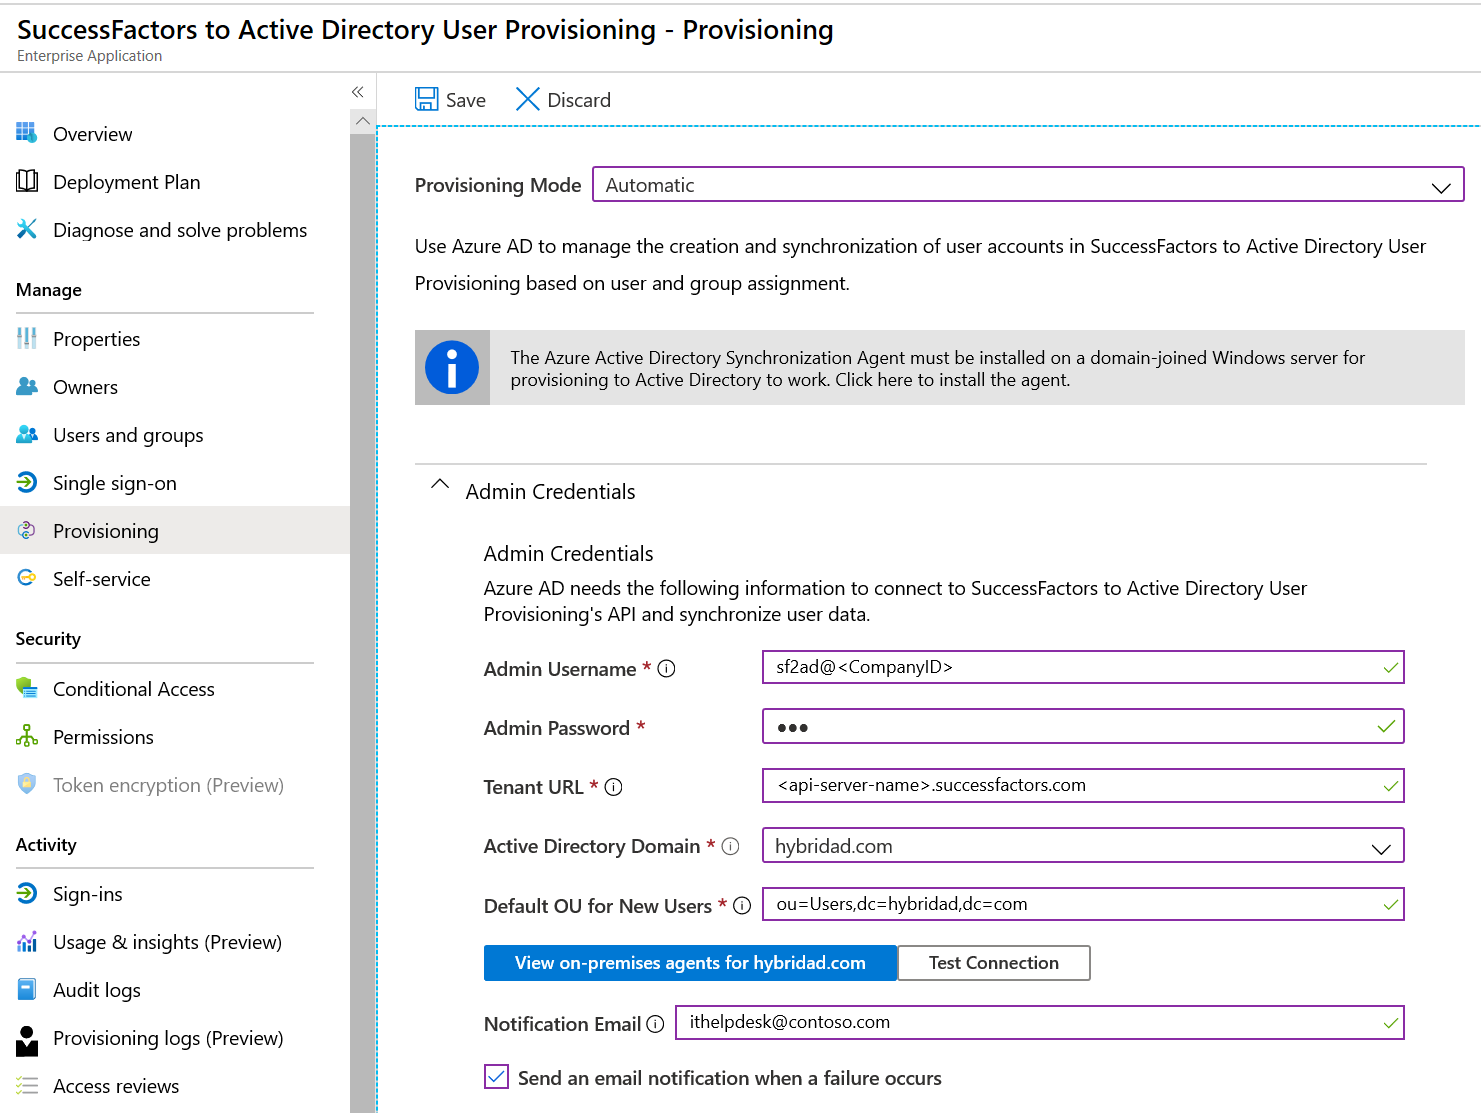 SuccessFactors to Active Directory User Provisioning - Provisioning
Enterprise Application
Overview
Deployment Plan
Diagnose and solve problems
Manage
Properties
Owners
Users and groups
Single sign-on
Provisioning
Self-service
Security
Conditional Access
Permissions
Token encryption (Preview)
Activity
Sign-ins
Usage & insights (Preview)
Audit logs
Provisioning logs (Preview)
Access reviews
Save Discard
Provisioning Mode Automatic
Use Azure AD to manage the creation and synchronization of user accounts in SuccessFactors to Active Directory User
Provisioning based on user and group assignment.
The Azure Active Directory Synchronization Agent must be installed on a domain-joined Windows server for
provisioning to Active Directory to work. Click here to install the agent.
Admin Credentials
Admin Credentials
Azure AD needs the following information to connect to SuccessFactors to Active Directory User
Provisioning's API and synchronize user data.
Admin Username * sf2ad@<CompanyID>
Admin Password * ●●●
Tenant URL * <api-server-name>.successfactors.com
Active Directory Domain * hybridad.com
Default OU for New Users * ou=Users,dc=hybridad,dc=com
View on-premises agents for hybridad.com Test Connection
Notification Email ithelpdesk@contoso.com
Send an email notification when a failure occurs